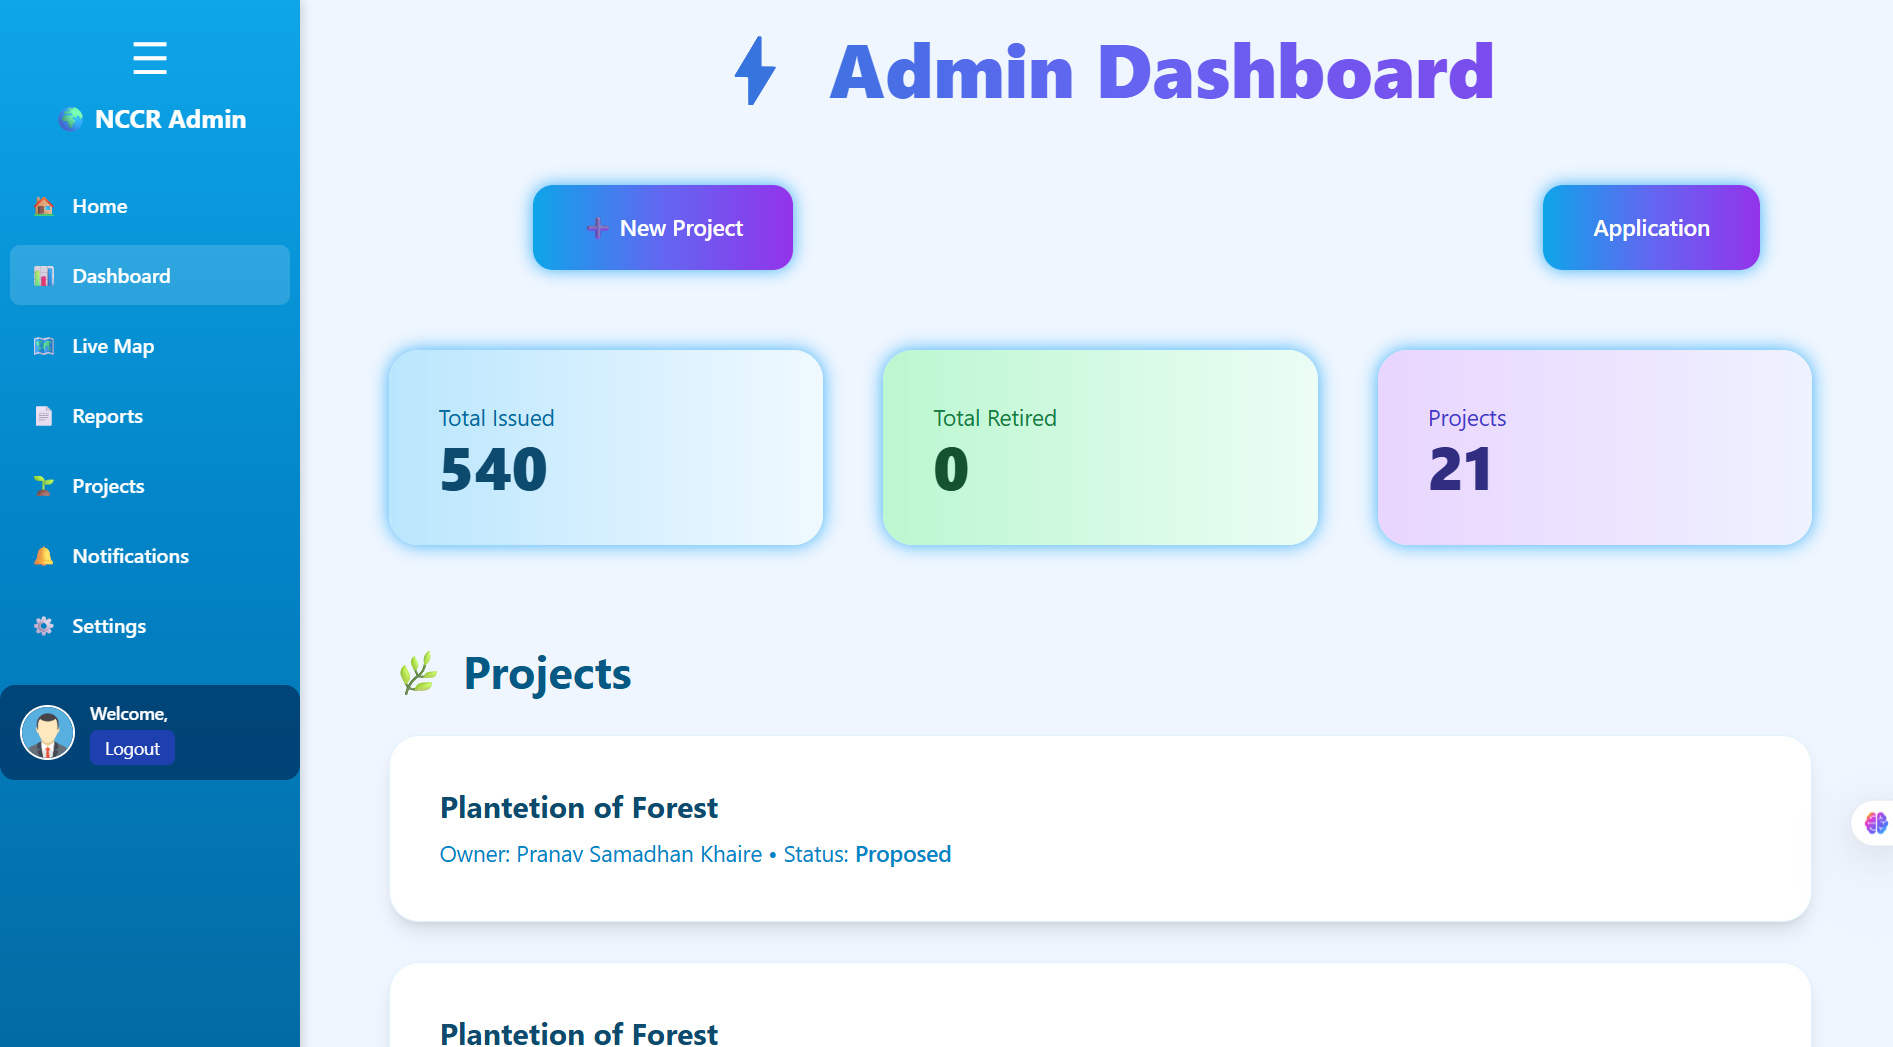 NCCR Admin
Home
Dashboard
Live Map
Reports
Projects
Notifications
Settings
Welcome,
Logout
Admin Dashboard
New Project
Application
Total Issued
540
Total Retired
0
Projects
21
Projects
Plantetion of Forest
Owner: Pranav Samadhan Khaire • Status: Proposed
Plantetion of Forest